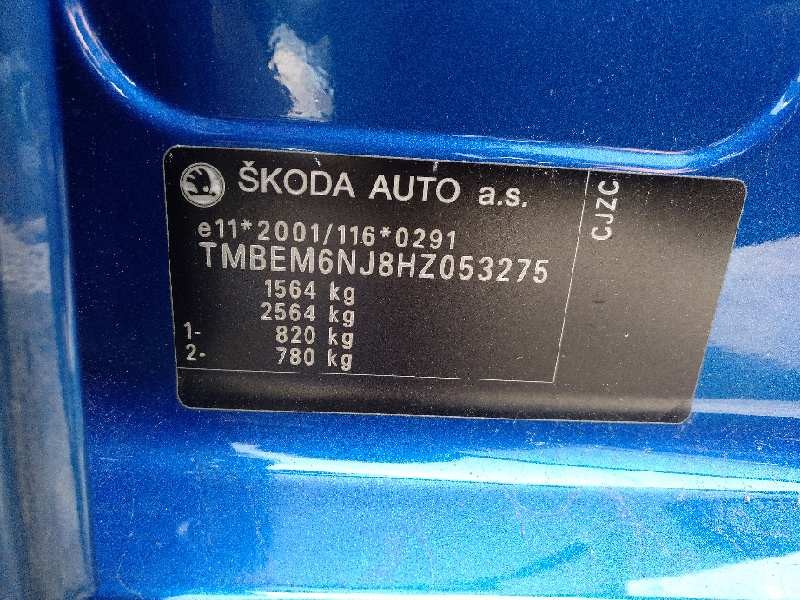 ŠKODA AUTO a.s.
e11*2001/116*0291
TMBEM6NJ8HZ053275
1564 kg
2564 kg
1- 820 kg
2- 780 kg
CJZC